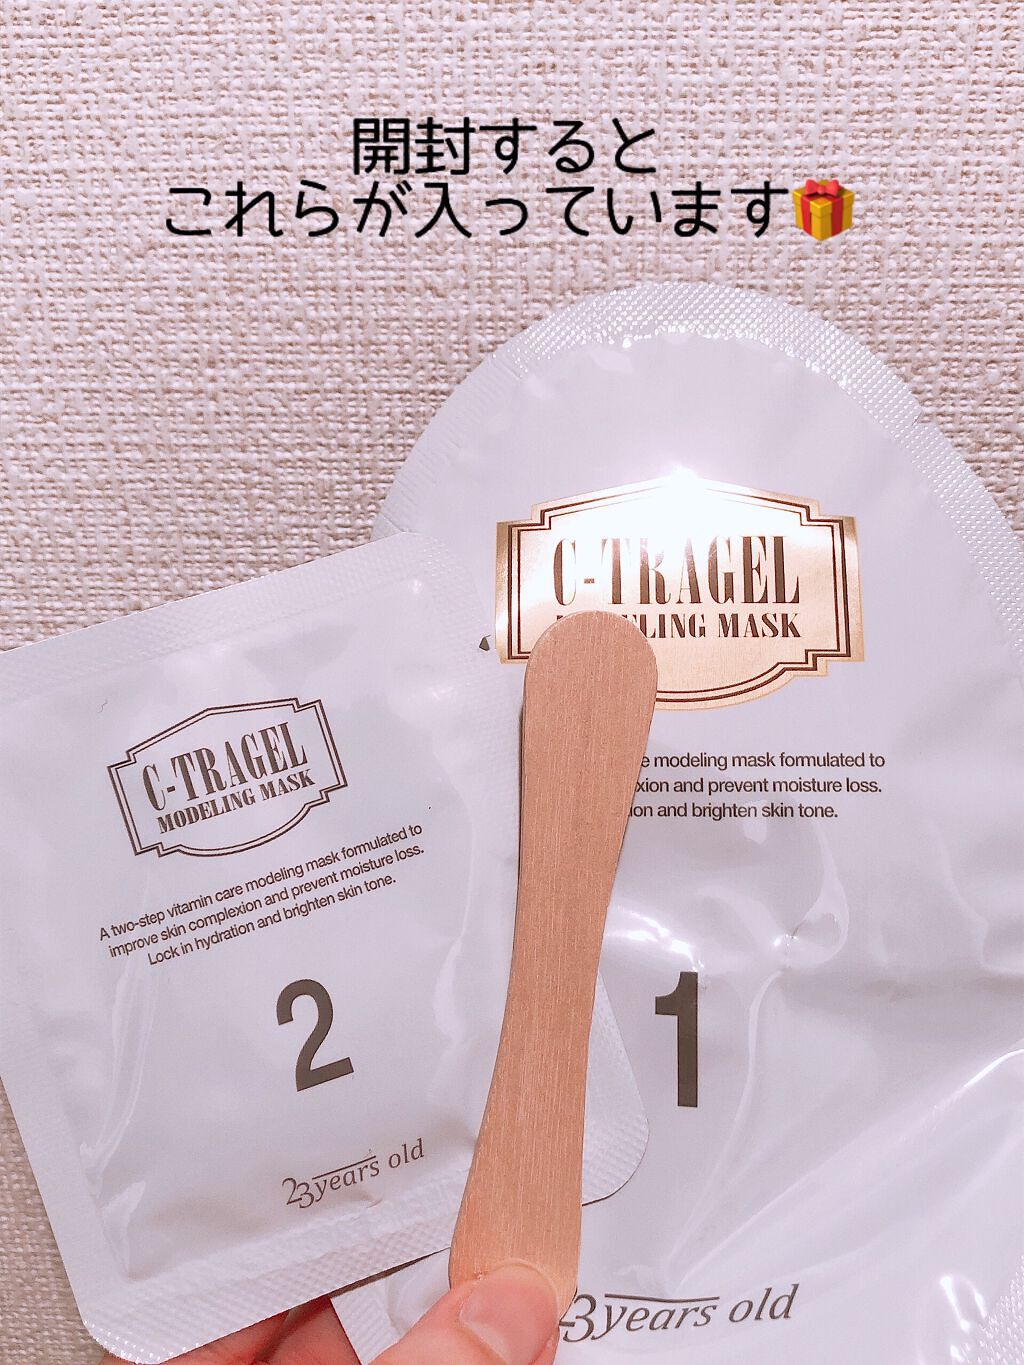 開封すると
これらが入っています🎁
C-TRAGEL
MASK
modeling mask formulated to
and prevent moisture loss.
and brighten skin tone.
1
years old
C-TRAGEL
MODELING MASK
A two-step vitamin care modeling mask formulated to
improve skin complexion and prevent moisture loss.
Lock in hydration and brighten skin tone.
2
23years old